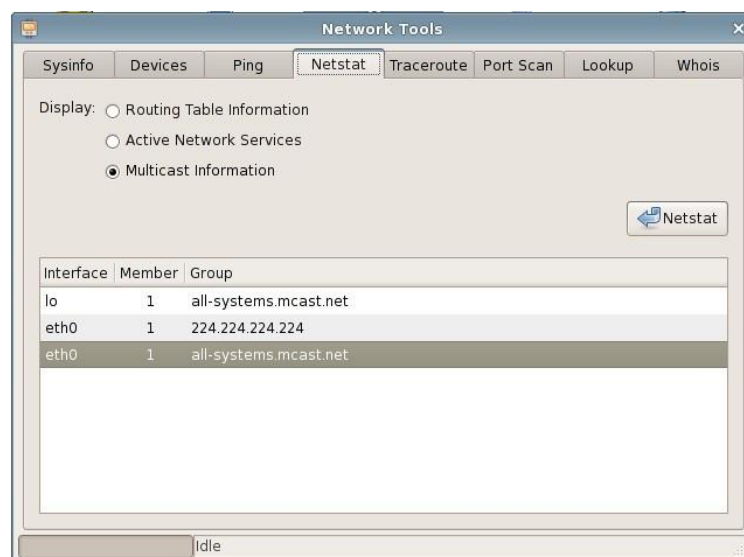 Network Tools
Sysinfo Devices Ping Netstat Traceroute Port Scan Lookup Whois
Display: Routing Table Information
Active Network Services
Multicast Information
Netstat
Interface Member Group
lo 1 all-systems.mcast.net
eth0 1 224.224.224.224
eth0 1 all-systems.mcast.net
Idle